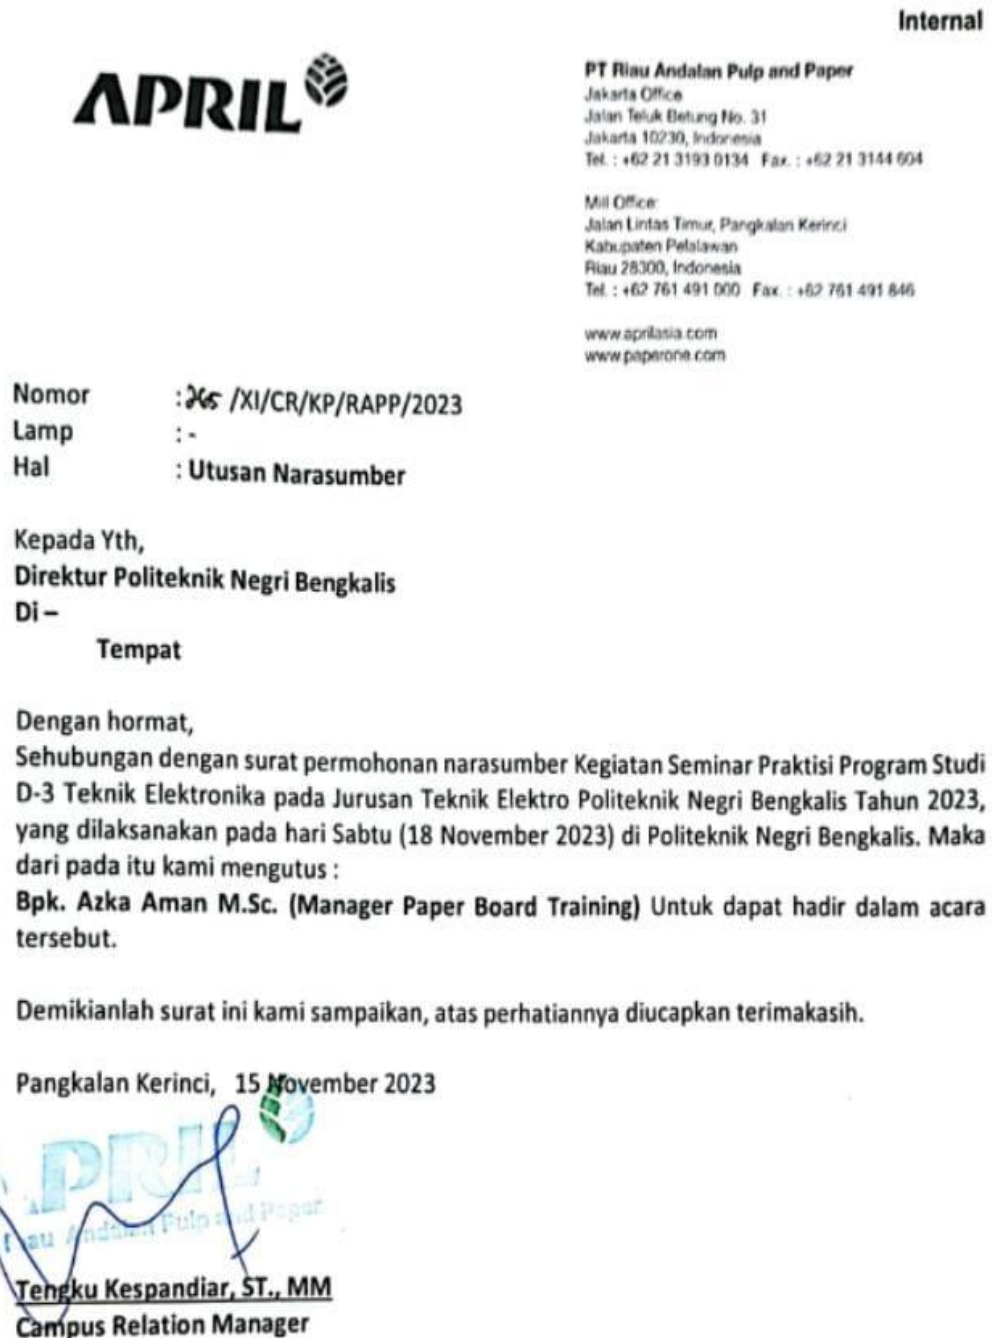 Internal
APRIL
PT Riau Andalan Pulp and Paper
Jakarta Office
Jalan Teluk Betung No. 31
Jakarta 10230, Indonesia
Tel. : +62 21 3193 0134 Fax. : +62 21 3144 604
Mill Office
Jalan Lintas Timur, Pangkalan Kerinci
Kabupaten Pelalawan
Riau 28300, Indonesia
Tel. : +62 761 491 000 Fax. : +62 761 491 846
www.aprilasia.com
www.paperone.com
Nomor : 265 /XI/CR/KP/RAPP/2023
Lamp : -
Hal : Utusan Narasumber
Kepada Yth,
Direktur Politeknik Negri Bengkalis
Di –
Tempat
Dengan hormat,
Sehubungan dengan surat permohonan narasumber Kegiatan Seminar Praktisi Program Studi
D-3 Teknik Elektronika pada Jurusan Teknik Elektro Politeknik Negri Bengkalis Tahun 2023,
yang dilaksanakan pada hari Sabtu (18 November 2023) di Politeknik Negri Bengkalis. Maka
dari pada itu kami mengutus :
Bpk. Azka Aman M.Sc. (Manager Paper Board Training) Untuk dapat hadir dalam acara
tersebut.
Demikianlah surat ini kami sampaikan, atas perhatiannya diucapkan terimakasih.
Pangkalan Kerinci, 15 November 2023
APRIL
Riau Andalan Pulp and Paper
Tengku Kespandiar, ST., MM
Campus Relation Manager